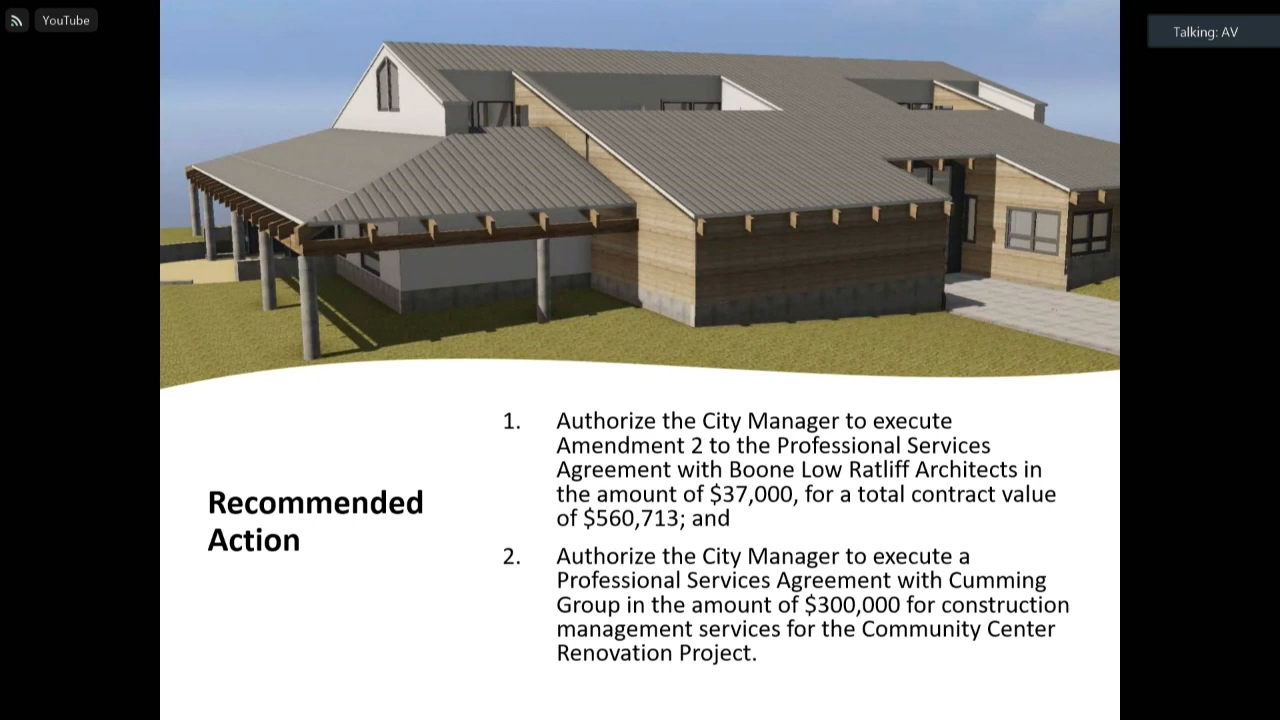 YouTube
Talking: AV
Recommended
Action
1. Authorize the City Manager to execute
Amendment 2 to the Professional Services
Agreement with Boone Low Ratliff Architects in
the amount of $37,000, for a total contract value
of $560,713; and
2. Authorize the City Manager to execute a
Professional Services Agreement with Cumming
Group in the amount of $300,000 for construction
management services for the Community Center
Renovation Project.